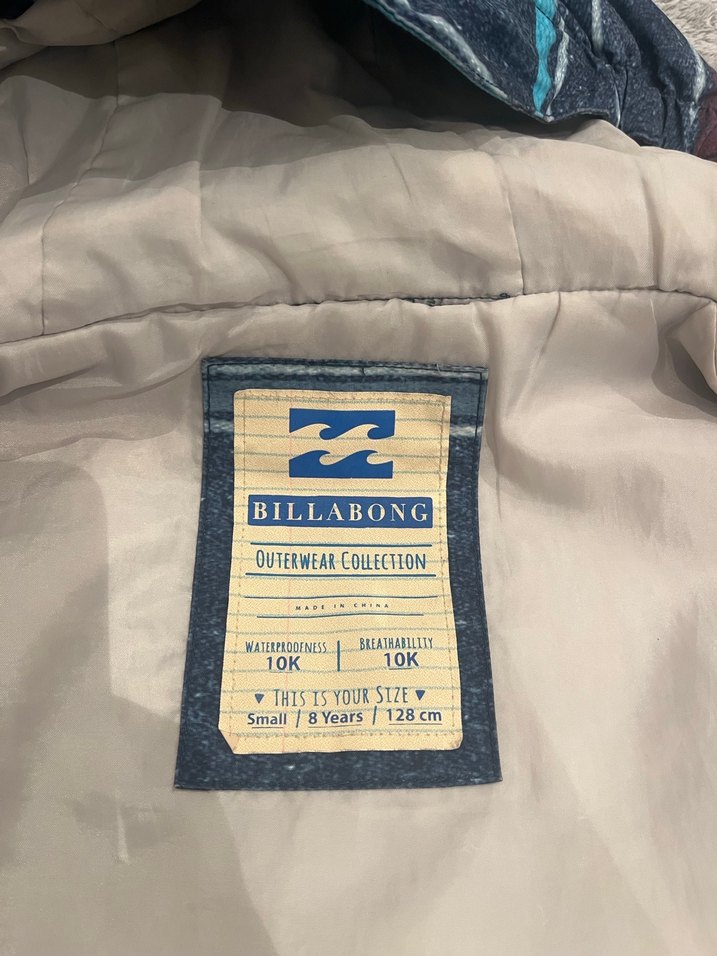 BILLABONG
OUTERWEAR COLLECTION
MADE IN CHINA
WATERPROOFNESS | BREATHABILITY
10K | 10K
THIS IS YOUR SIZE
Small / 8 Years / 128 cm